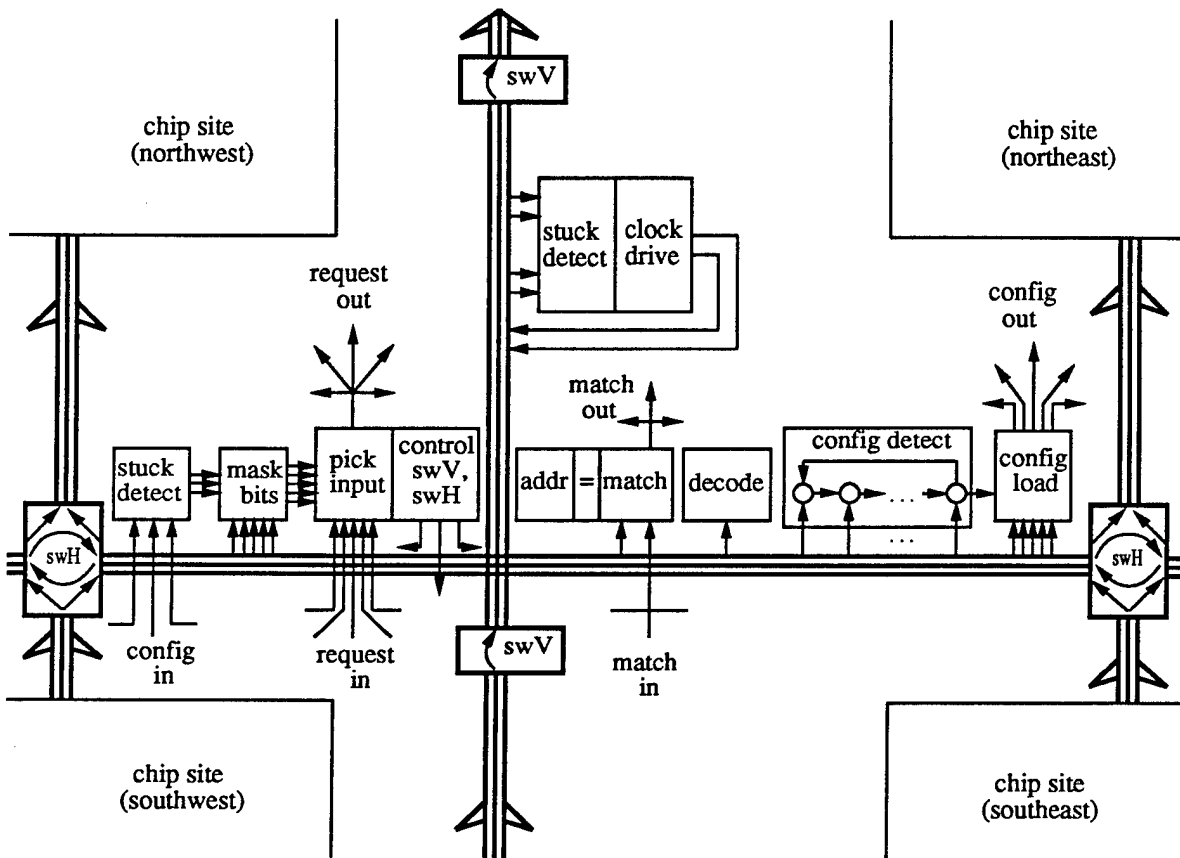 swV
chip site
(northwest)
chip site
(northeast)
stuck
detect
clock
drive
request
out
config
out
match
out
stuck
detect
mask
bits
pick
input
control
swV,
swH
addr
=
match
decode
config detect
...
...
config
load
swH
swH
config
in
request
in
swV
match
in
chip site
(southwest)
chip site
(southeast)